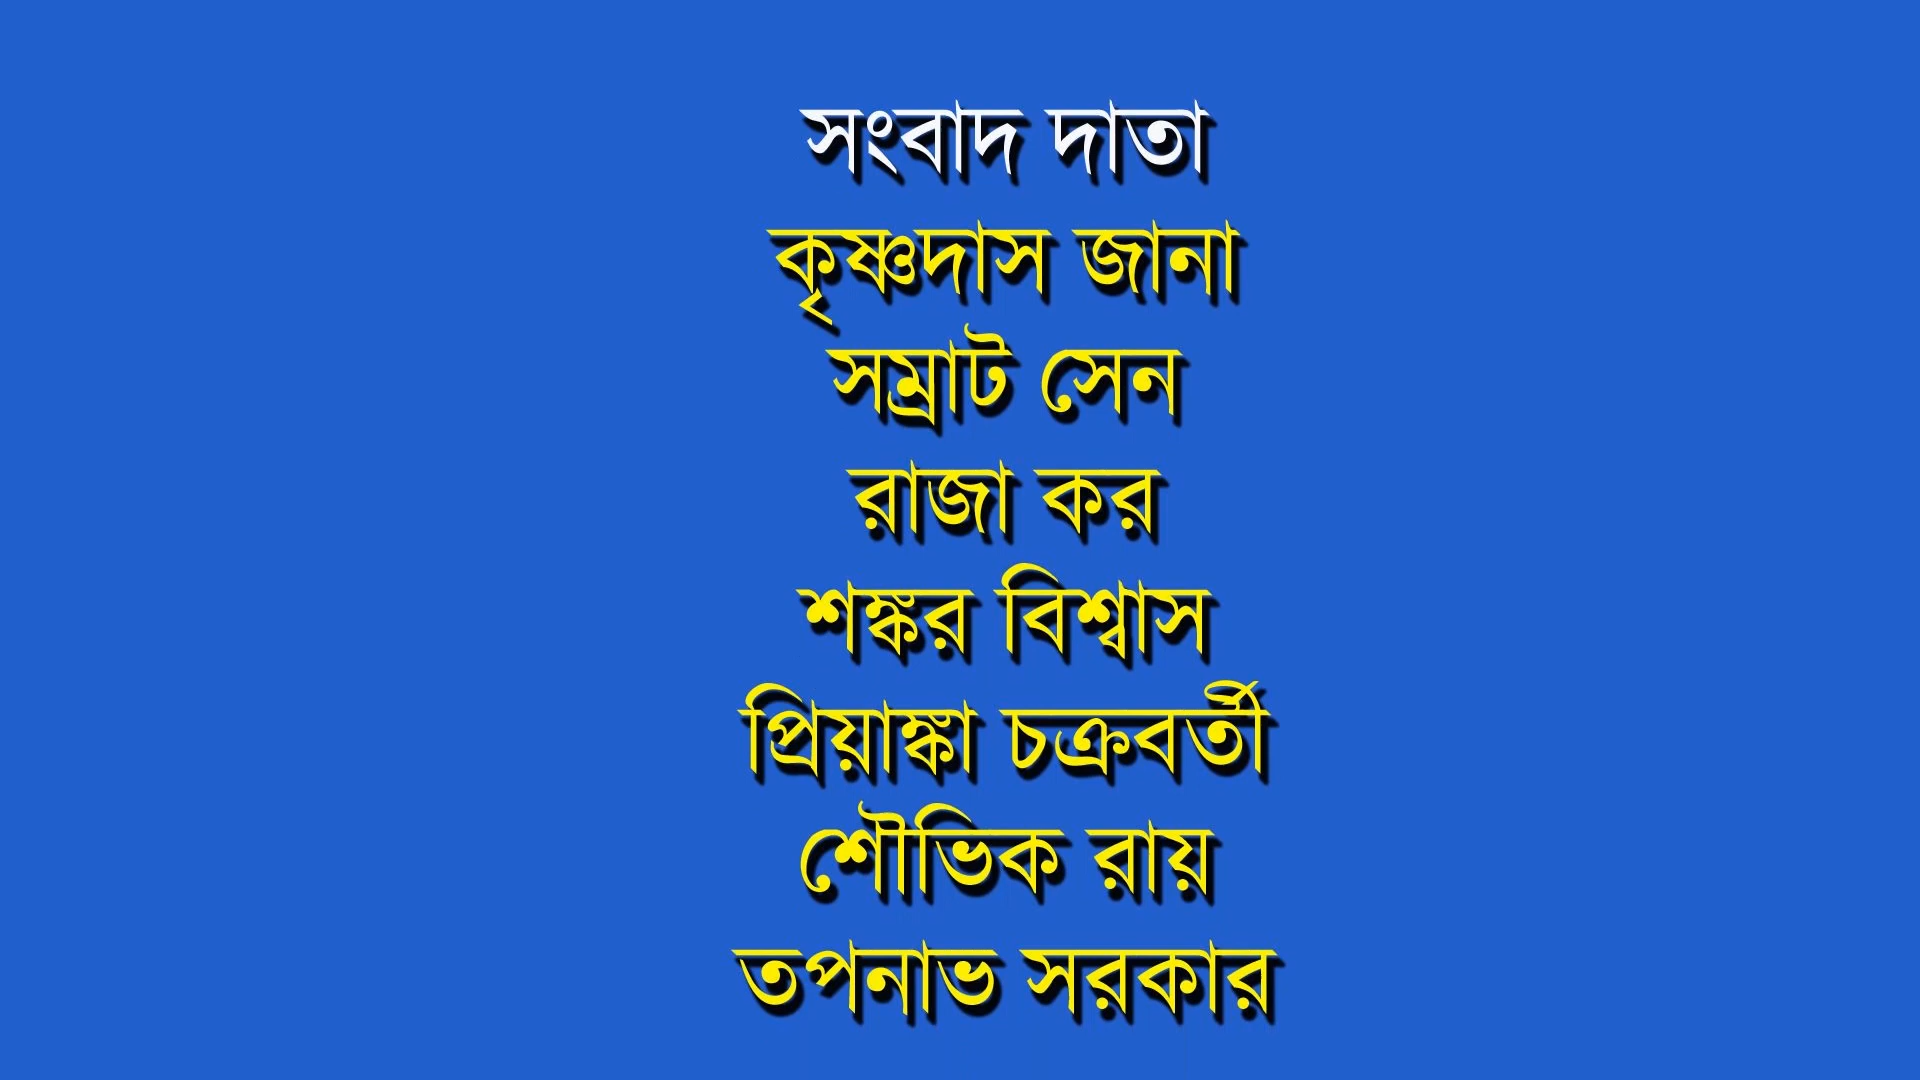 সংবাদ দাতা
কৃষ্ণদাস জানা
সম্রাট সেন
রাজা কর
শঙ্কর বিশ্বাস
প্রিয়াঙ্কা চক্রবর্তী
শৌভিক রায়
তপনাভ সরকার